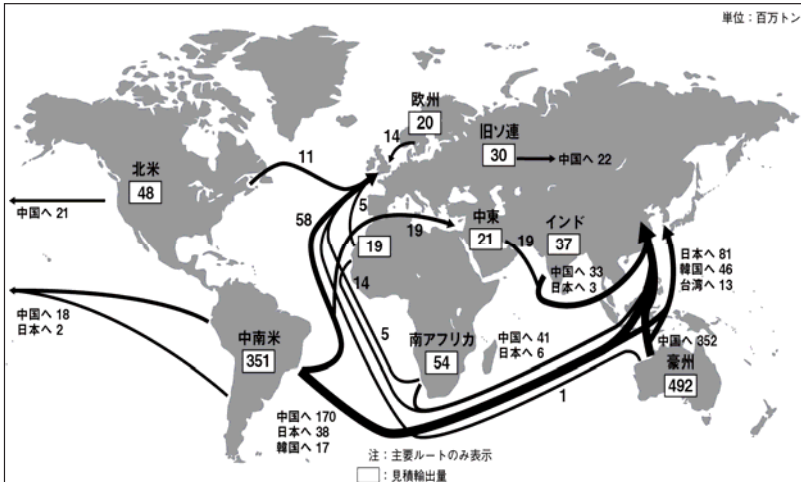 単位：百万トン
欧州
20
14
旧ソ連
30
中国へ 22
11
北米
48
中国へ 21
5
58
19
中東
21
19
インド
37
19
14
中国へ 33
日本へ 3
日本へ 81
韓国へ 46
台湾へ 13
中国へ 18
日本へ 2
中南米
351
5
南アフリカ
54
中国へ 41
日本へ 6
中国へ 352
豪州
492
1
中国へ 170
日本へ 38
韓国へ 17
注：主要ルートのみ表示
：見積輸出量